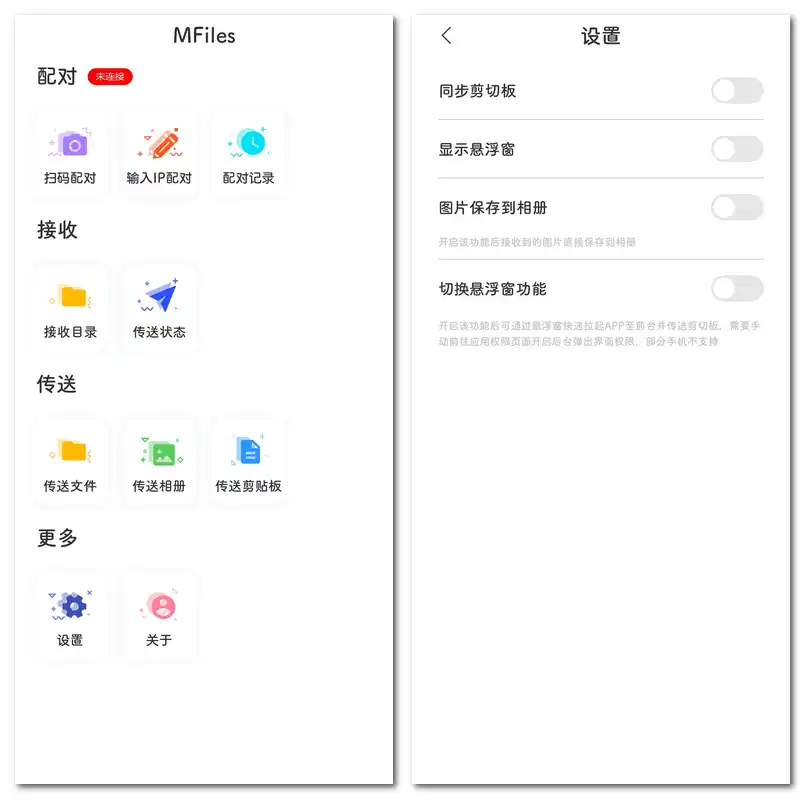 MFiles
配对
未连接
扫码配对
输入IP配对
配对记录
接收
接收目录
传送状态
传送
传送文件
传送相册
传送剪贴板
更多
设置
关于
设置
同步剪切板
显示悬浮窗
图片保存到相册
开启该功能后接收到的图片直接保存到相册
切换悬浮窗功能
开启该功能后可通过悬浮窗快速拉起APP至前台并传送剪切板，需要手
动前往应用权限页面开启后台弹出界面权限，部分手机不支持